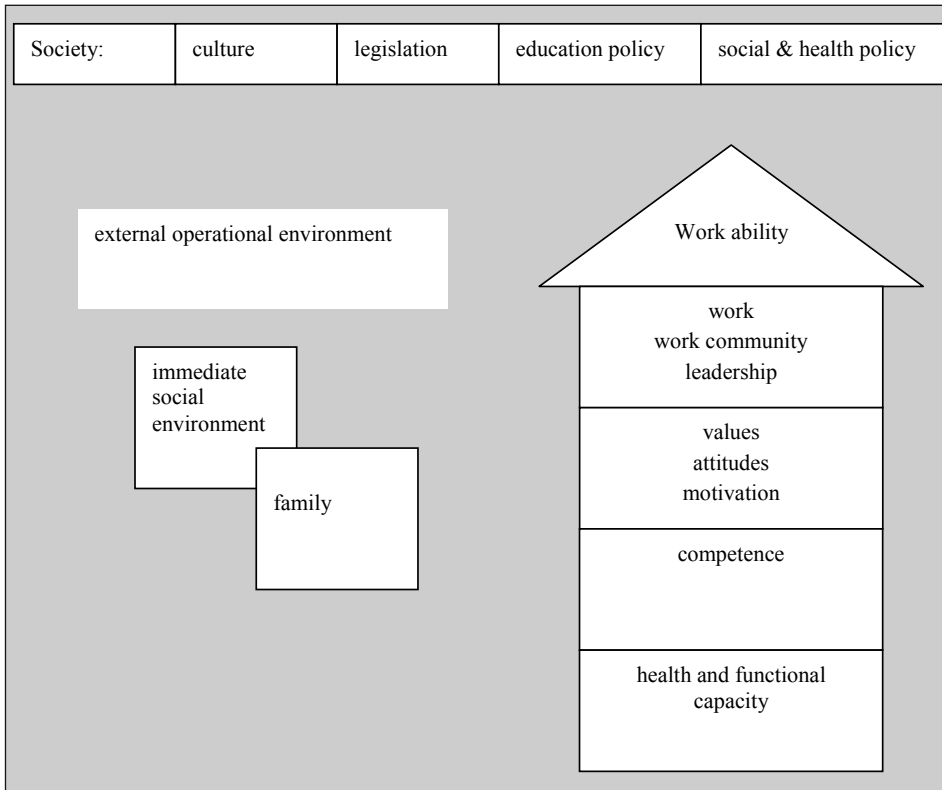 Society:
culture
legislation
education policy
social & health policy
external operational environment
immediate
social
environment
family
Work ability
work
work community
leadership
values
attitudes
motivation
competence
health and functional
capacity